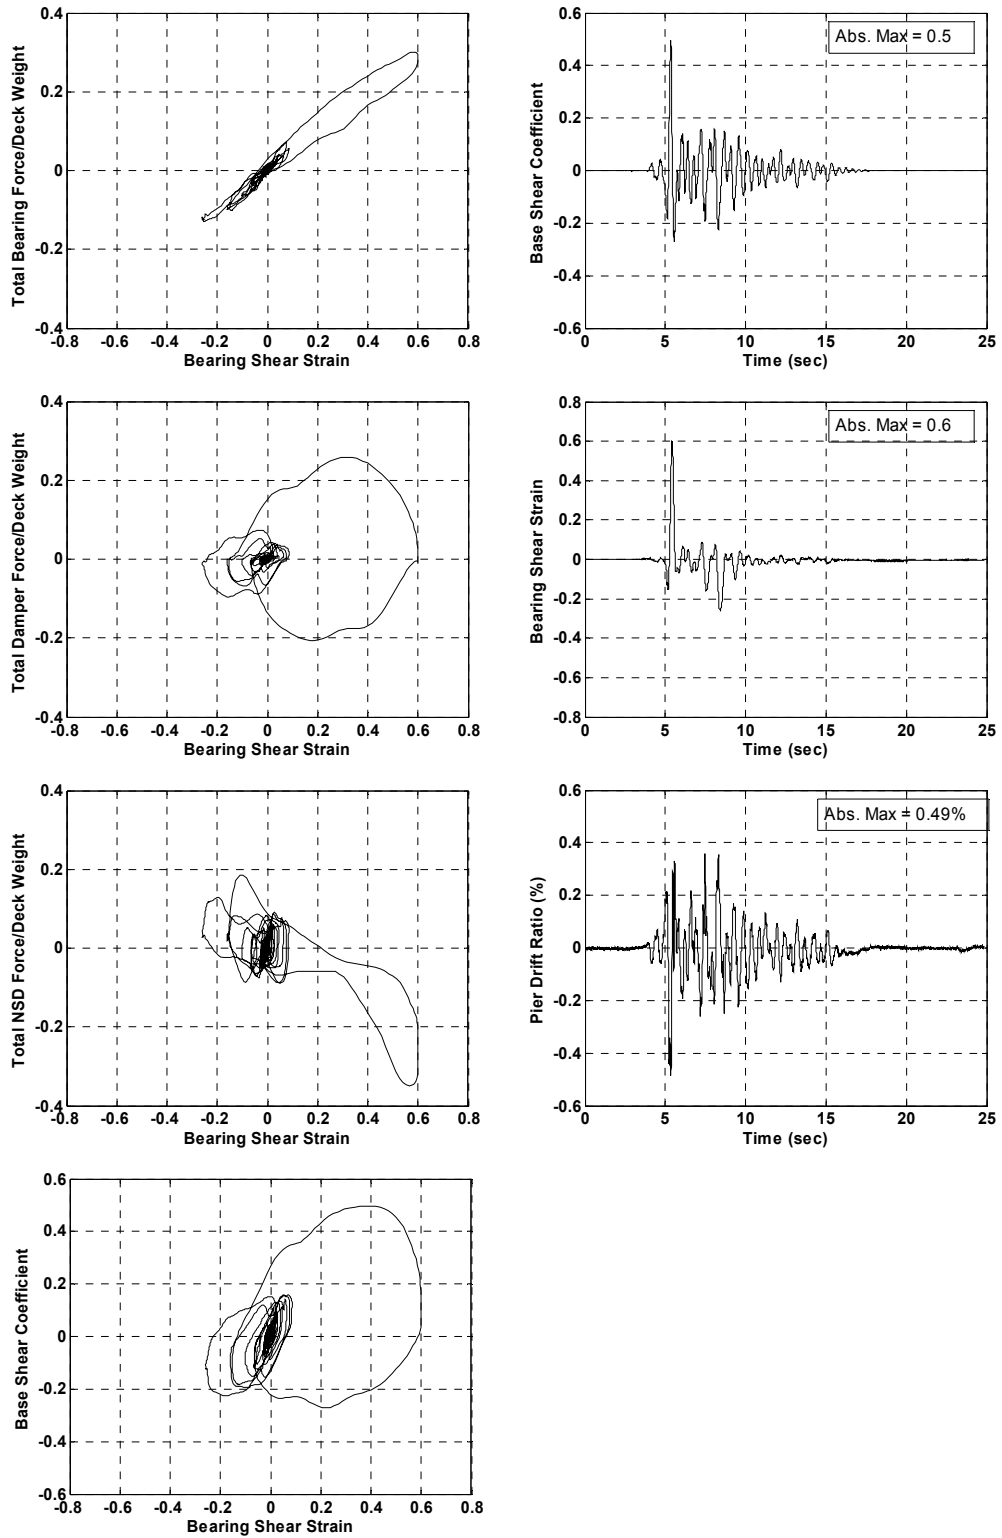 0.4
0.2
0
-0.2
-0.4
-0.8 -0.6 -0.4 -0.2 0 0.2 0.4 0.6 0.8
Total Bearing Force/Deck Weight
Bearing Shear Strain
0.6
0.4
0.2
0
-0.2
-0.4
-0.6
0 5 10 15 20 25
Base Shear Coefficient
Time (sec)
Abs. Max = 0.5
0.4
0.2
0
-0.2
-0.4
-0.8 -0.6 -0.4 -0.2 0 0.2 0.4 0.6 0.8
Total Damper Force/Deck Weight
Bearing Shear Strain
0.8
0.6
0.4
0.2
0
-0.2
-0.4
-0.6
-0.8
0 5 10 15 20 25
Bearing Shear Strain
Time (sec)
Abs. Max = 0.6
0.4
0.2
0
-0.2
-0.4
-0.8 -0.6 -0.4 -0.2 0 0.2 0.4 0.6 0.8
Total NSD Force/Deck Weight
Bearing Shear Strain
0.6
0.4
0.2
0
-0.2
-0.4
-0.6
0 5 10 15 20 25
Pier Drift Ratio (%)
Time (sec)
Abs. Max = 0.49%
0.6
0.4
0.2
0
-0.2
-0.4
-0.6
-0.8 -0.6 -0.4 -0.2 0 0.2 0.4 0.6 0.8
Base Shear Coefficient
Bearing Shear Strain